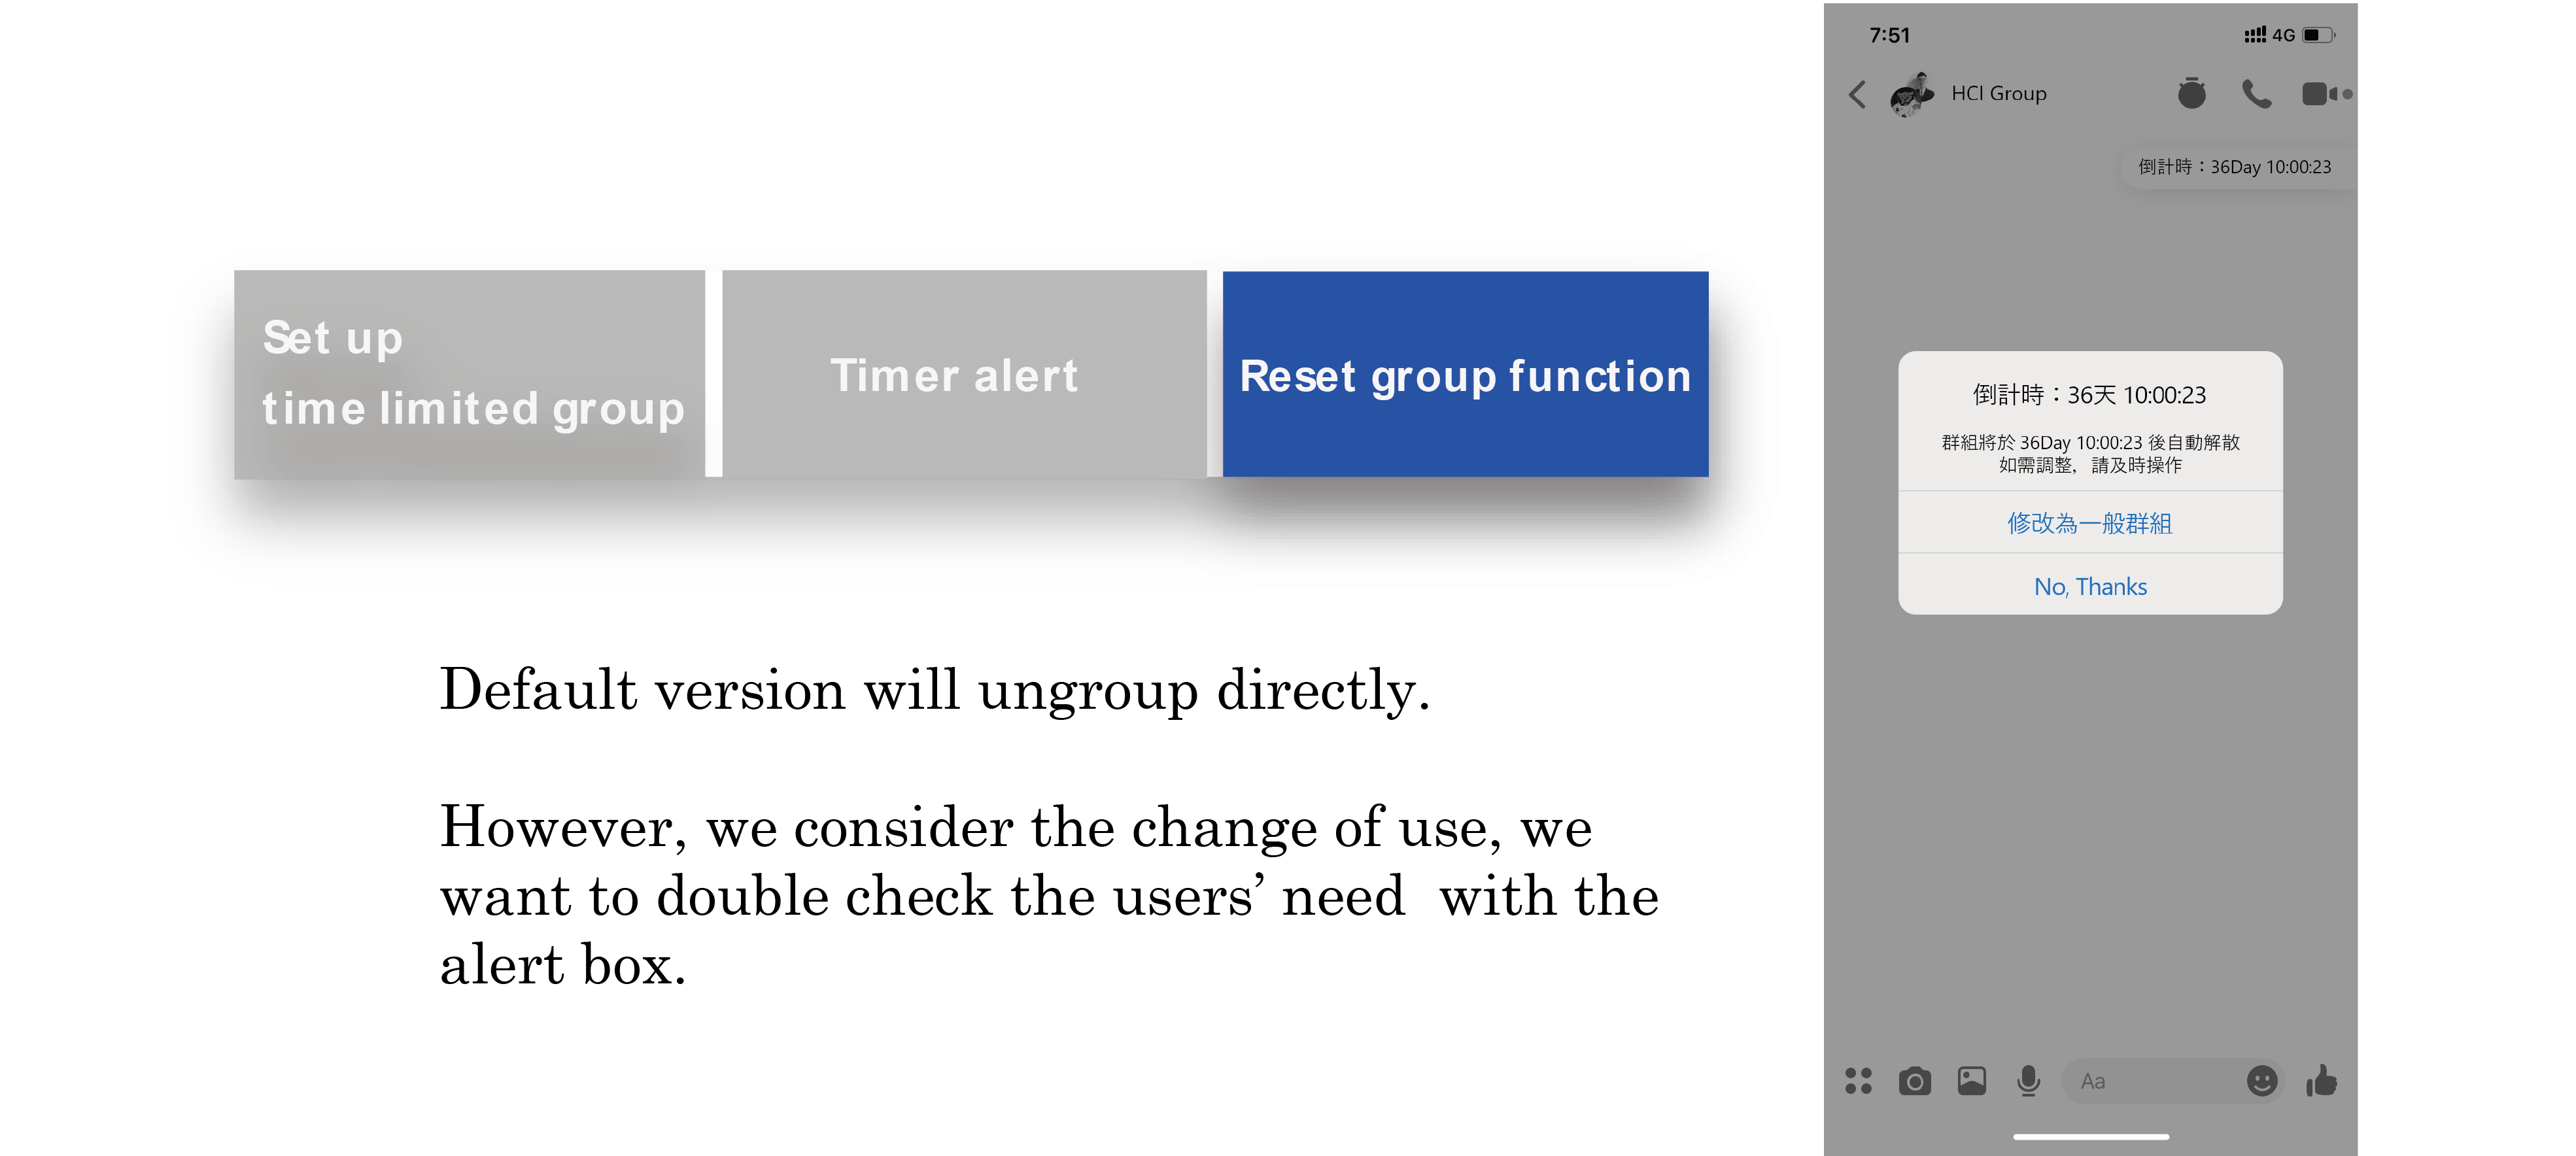 Set up
time limited group
Timer alert
Reset group function
Default version will ungroup directly.
However, we consider the change of use, we
want to double check the users’ need  with the
alert box.
7:51
4G
HCI Group
倒計時：36Day 10:00:23
倒計時：36天 10:00:23
群組將於 36Day 10:00:23 後自動解散
如需調整，請及時操作
修改為一般群組
No, Thanks
Aa